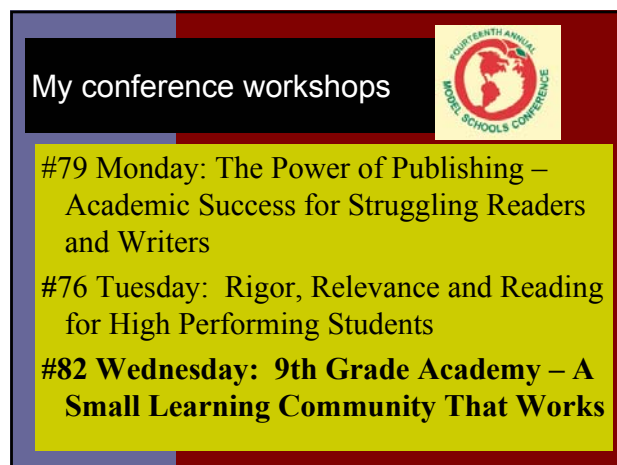 My conference workshops
FOURTEENTH ANNUAL
MODEL SCHOOLS CONFERENCE
#79 Monday: The Power of Publishing –
Academic Success for Struggling Readers
and Writers
#76 Tuesday:  Rigor, Relevance and Reading
for High Performing Students
#82 Wednesday:  9th Grade Academy – A
Small Learning Community That Works